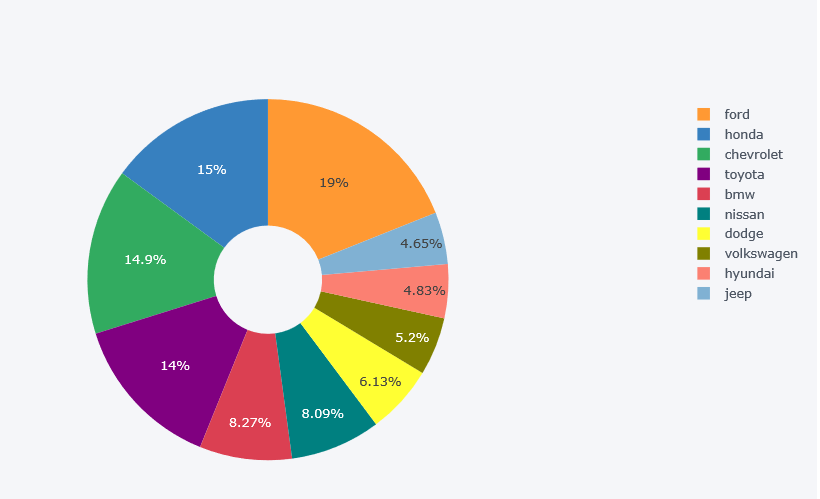 19%
15%
14.9%
14%
8.27%
8.09%
6.13%
5.2%
4.83%
4.65%
ford
honda
chevrolet
toyota
bmw
nissan
dodge
volkswagen
hyundai
jeep